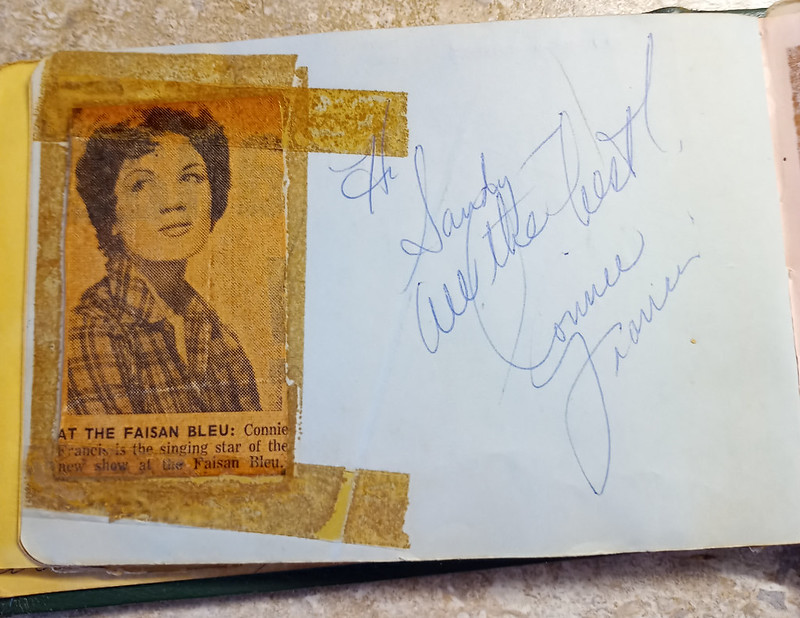 AT THE FAISAN BLEU: Connie
Francis is the singing star of the
new show at the Faisan Bleu.
Hi
Sandy
All the best!
Connie
Francis